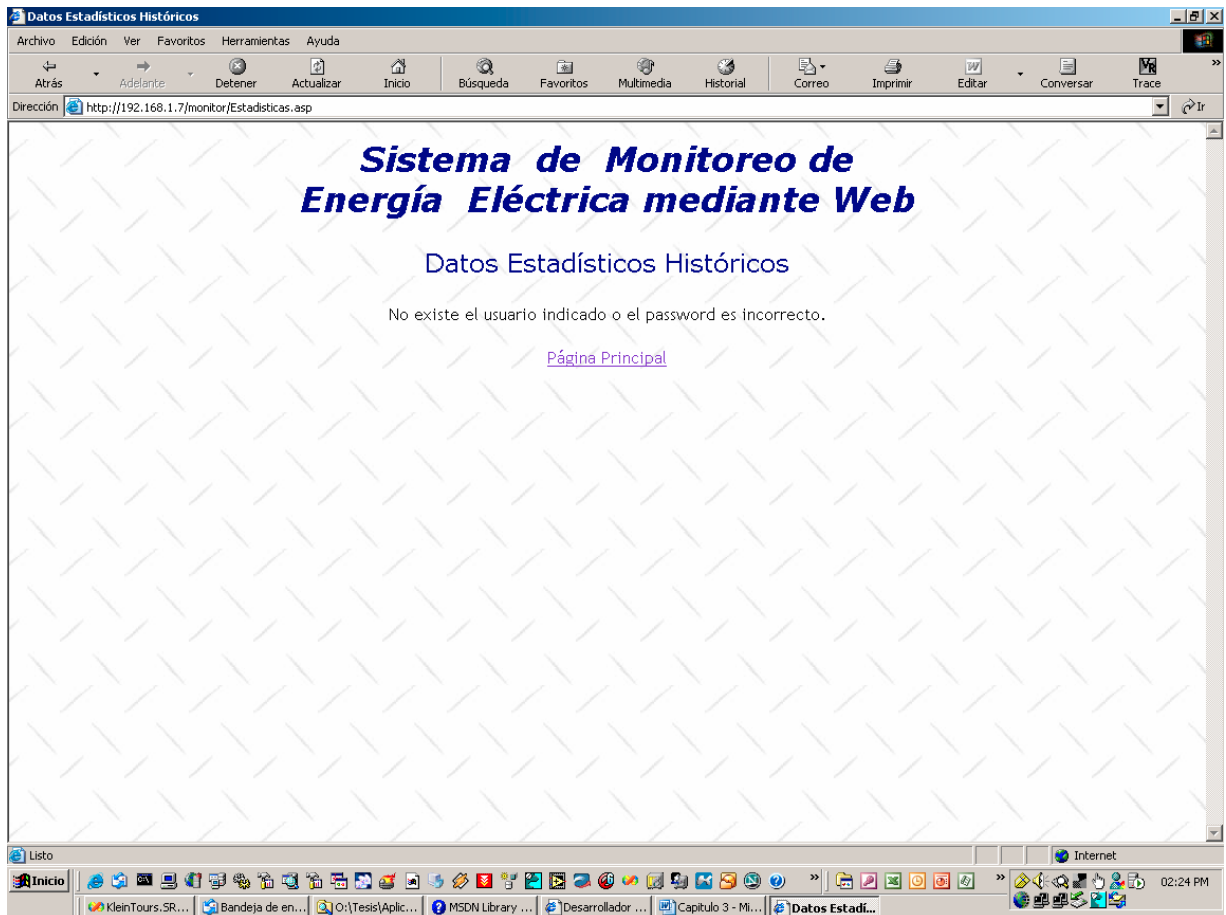 Datos Estadísticos Históricos
Archivo Edición Ver Favoritos Herramientas Ayuda
Atrás Adelante Detener Actualizar Inicio Búsqueda Favoritos Multimedia Historial Correo Imprimir Editar Conversar Trace
Dirección http://192.168.1.7/monitor/Estadisticas.asp Ir
Sistema de Monitoreo de
Energía Eléctrica mediante Web
Datos Estadísticos Históricos
No existe el usuario indicado o el password es incorrecto.
Página Principal
Listo Internet
Inicio 02:24 PM
KleinTours.SR... Bandeja de en... O:\Tesis\Aplic... MSDN Library ... Desarrollador ... Capitulo 3 - Mi... Datos Estadí...